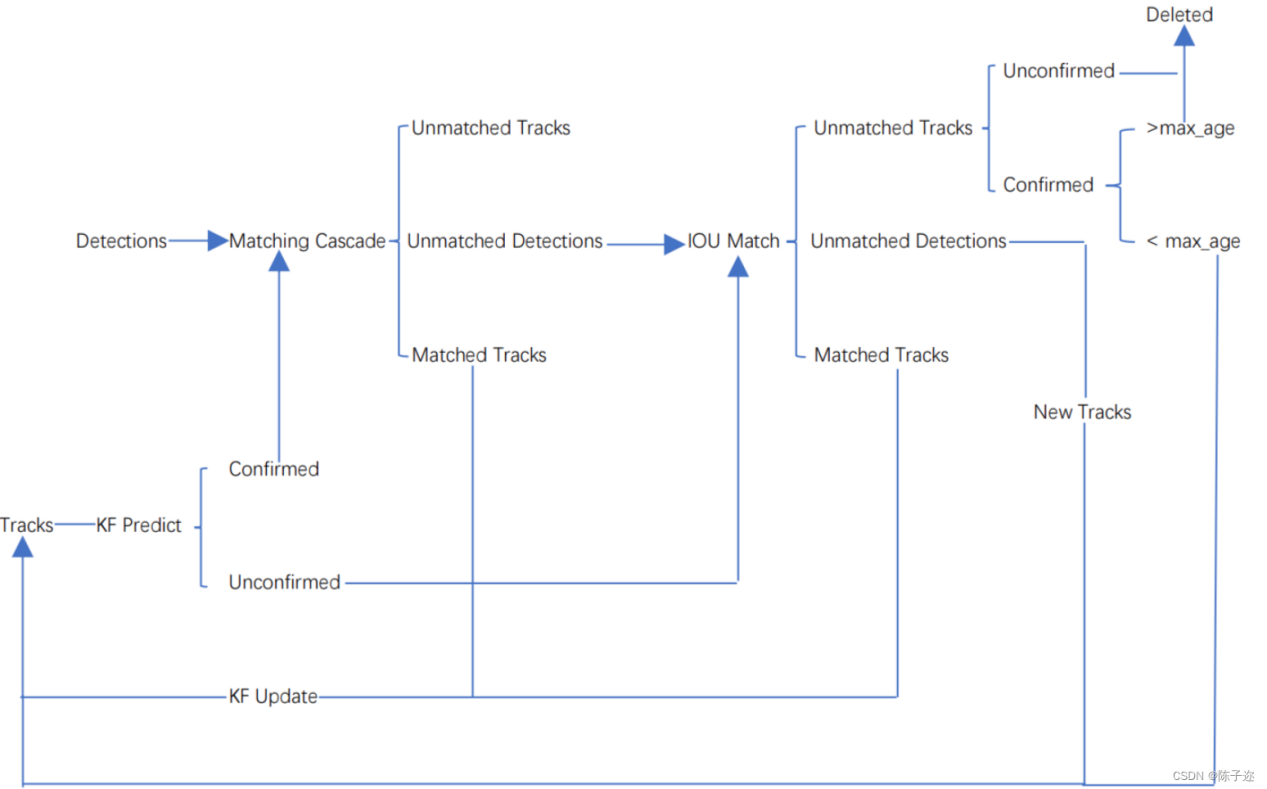 Deleted
Unconfirmed
Unmatched Tracks
Unmatched Tracks
>max_age
Confirmed
Detections
Matching Cascade
Unmatched Detections
IOU Match
Unmatched Detections
< max_age
Matched Tracks
Matched Tracks
New Tracks
Confirmed
Tracks
KF Predict
Unconfirmed
KF Update
CSDN @陈子迩